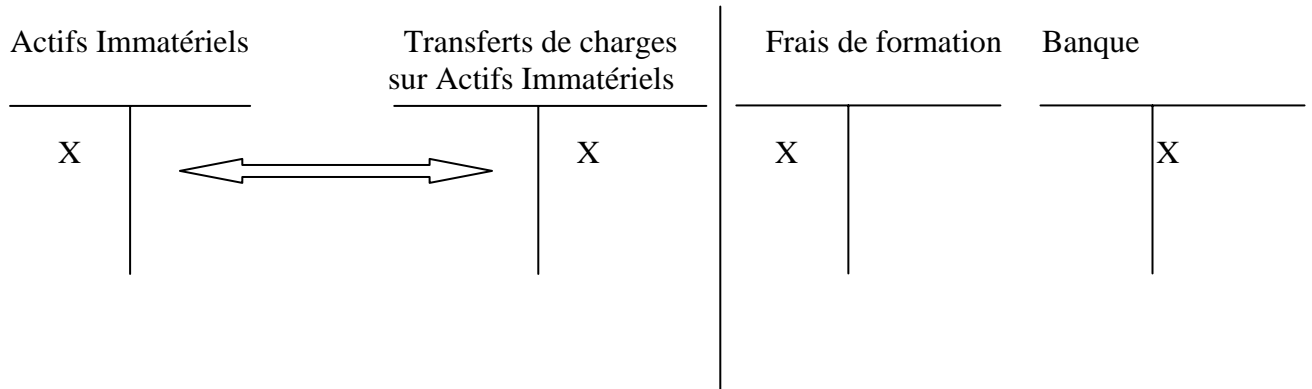 Actifs Immatériels Transferts de charges Frais de formation Banque
sur Actifs Immatériels
X X X X